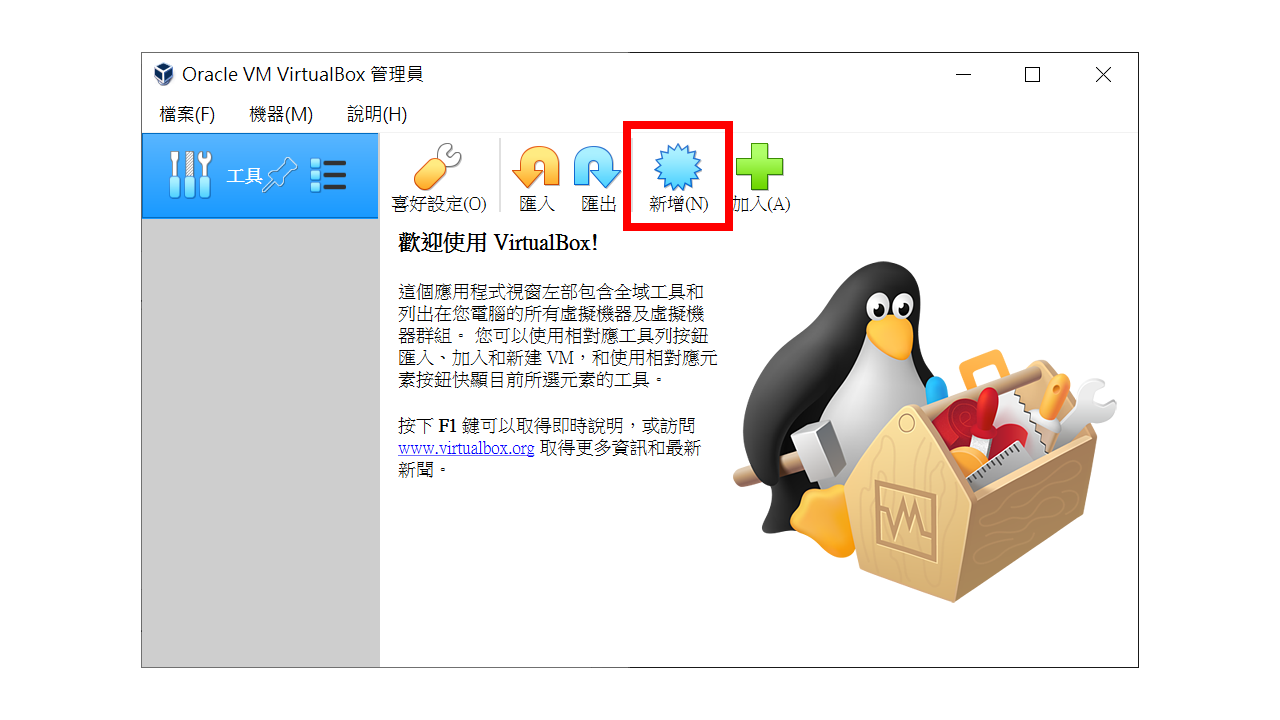 Oracle VM VirtualBox 管理員
檔案(F) 機器(M) 說明(H)
工具
喜好設定(O) 匯入 匯出 新增(N) 加入(A)
歡迎使用 VirtualBox!
這個應用程式視窗左部包含全域工具和
列出在您電腦的所有虛擬機器及虛擬機
器群組。 您可以使用相對應工具列按鈕
匯入、加入和新建 VM，和使用相對應元
素按鈕快顯目前所選元素的工具。
按下 F1 鍵可以取得即時說明，或訪問
www.virtualbox.org 取得更多資訊和最新
新聞。